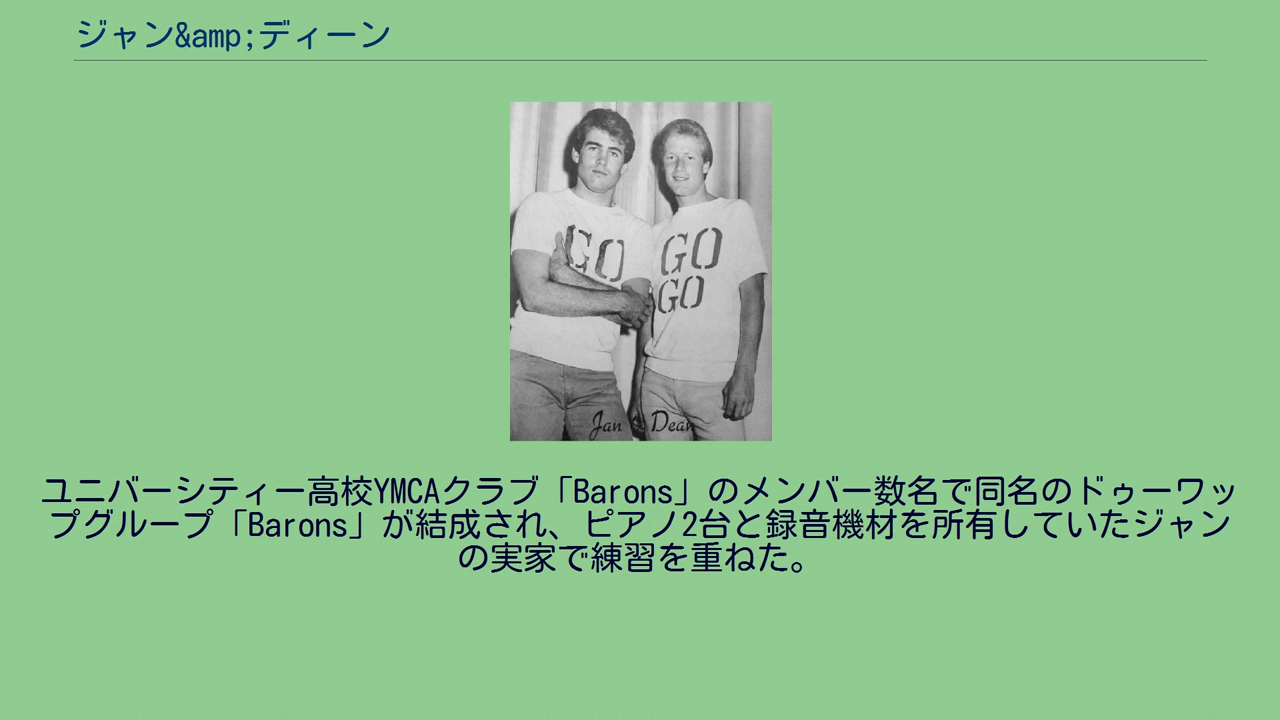 ジャン&amp;ディーン
GO
GO
GO
Jan & Dean
ユニバーシティー高校YMCAクラブ「Barons」のメンバー数名で同名のドゥーワッ
プグループ「Barons」が結成され、ピアノ2台と録音機材を所有していたジャン
の実家で練習を重ねた。